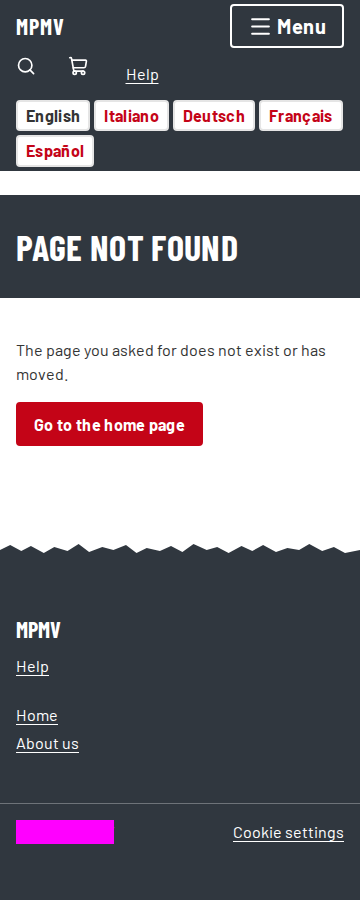 MPMV
Menu
Help
English Italiano Deutsch Français
Español
PAGE NOT FOUND
The page you asked for does not exist or has
moved.
Go to the home page
MPMV
Help
Home
About us
Cookie settings